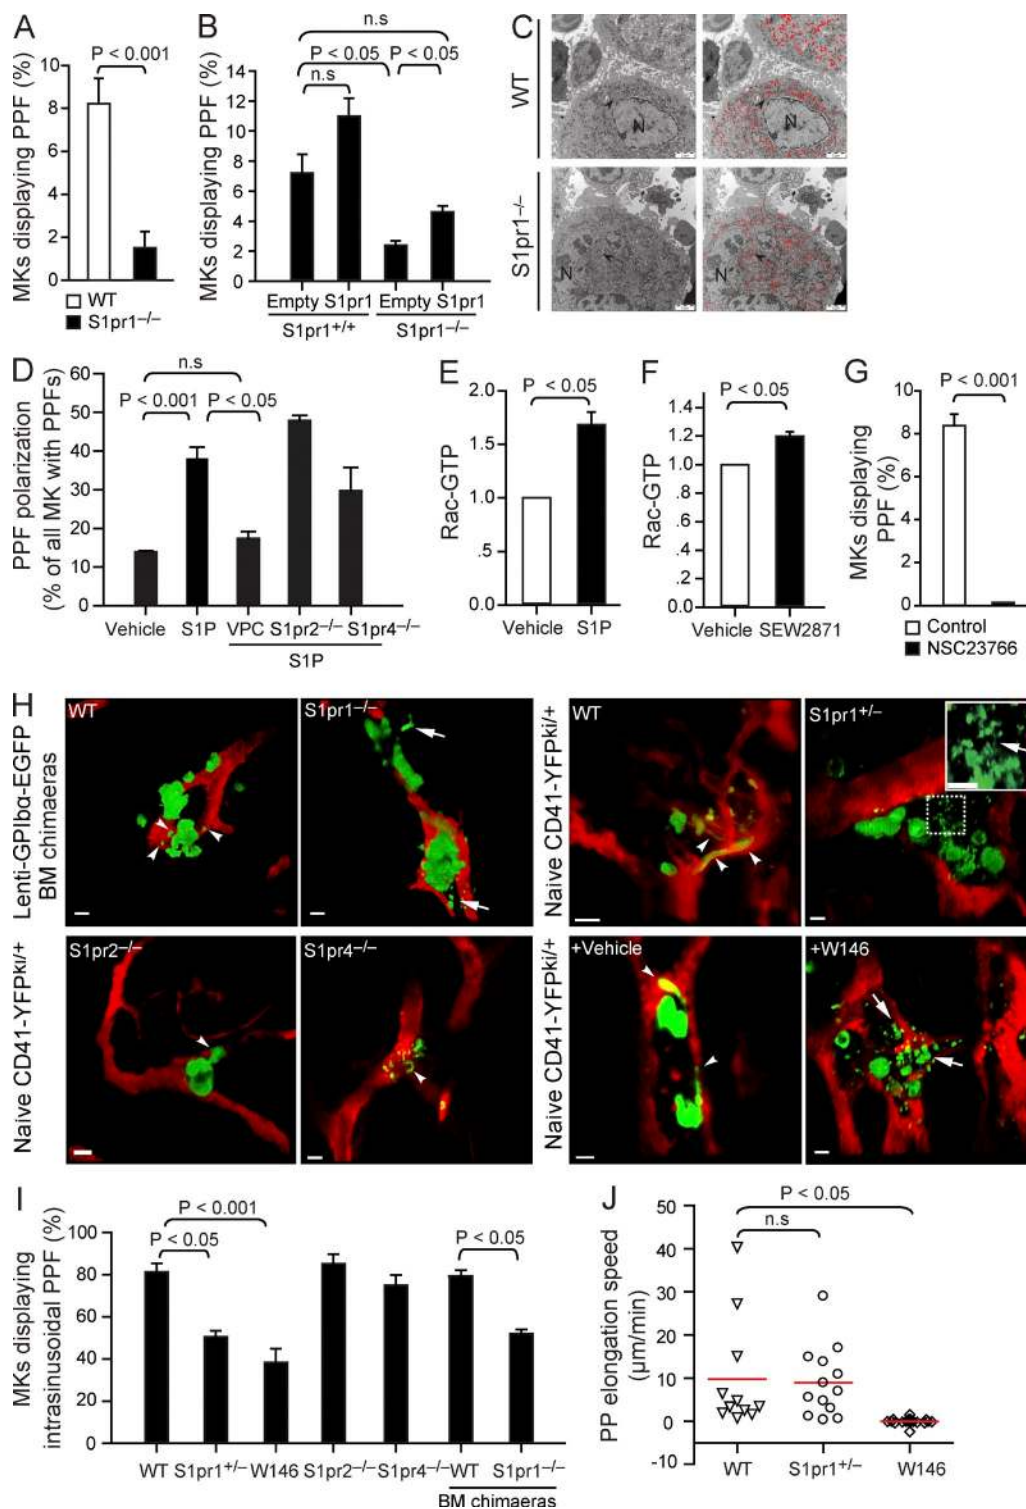 A
P < 0.001
MKs displaying PPF (%)
10
8
6
4
2
0
WT
S1pr1–/–
B
n.s
P < 0.05
P < 0.05
n.s
MKs displaying PPF (%)
14
12
10
8
6
4
2
0
Empty S1pr1 Empty S1pr1
S1pr1+/+
S1pr1–/–
C
WT
N
N
S1pr1–/–
N
N
D
n.s
P < 0.001
P < 0.05
PPF polarization
(% of all MK with PPFs)
60
50
40
30
20
10
0
Vehicle S1P VPC S1pr2–/– S1pr4–/–
S1P
E
P < 0.05
Rac-GTP
2.0
1.5
1.0
.5
0.0
Vehicle S1P
F
P < 0.05
Rac-GTP
1.4
1.2
1.0
.8
.6
.4
.2
0.0
Vehicle SEW2871
G
P < 0.001
MKs displaying
PPF (%)
10
8
6
4
2
0
Control
NSC23766
H
Lenti-GPIbα-EGFP
BM chimaeras
WT
S1pr1–/–
Naive CD41-YFPki/+
WT
S1pr1+/–
Naive CD41-YFPki/+
S1pr2–/–
S1pr4–/–
Naive CD41-YFPki/+
+Vehicle
+W146
I
P < 0.001
P < 0.05
P < 0.05
MKs displaying
intrasinusoidal PPF (%)
100
80
60
40
20
0
WT S1pr1+/– W146 S1pr2–/– S1pr4–/– WT S1pr1–/–
BM chimaeras
J
P < 0.05
n.s
PP elongation speed
(μm/min)
50
40
30
20
10
0
-10
WT S1pr1+/– W146